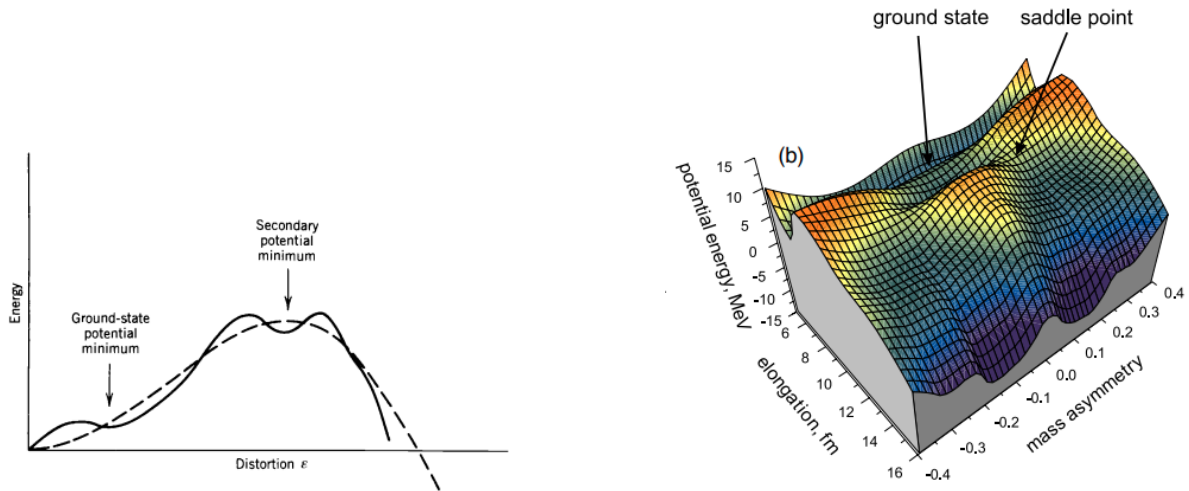 Energy
Ground-state
potential
minimum
Secondary
potential
minimum
Distortion ε
ground state
saddle point
(b)
potential energy, MeV
15
10
5
0
-5
-10
-15
6
8
10
12
14
16
elongation, fm
-0.4
-0.3
-0.2
-0.1
0.0
0.1
0.2
0.3
0.4
mass asymmetry